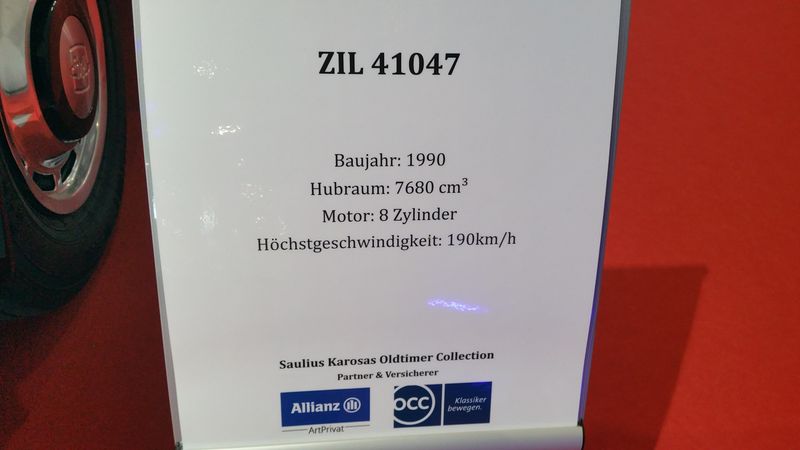 ZIL 41047
Baujahr: 1990
Hubraum: 7680 cm³
Motor: 8 Zylinder
Höchstgeschwindigkeit: 190km/h
Saulius Karosas Oldtimer Collection
Partner & Versicherer
Allianz
ArtPrivat
OCC
Klassiker
bewegen.